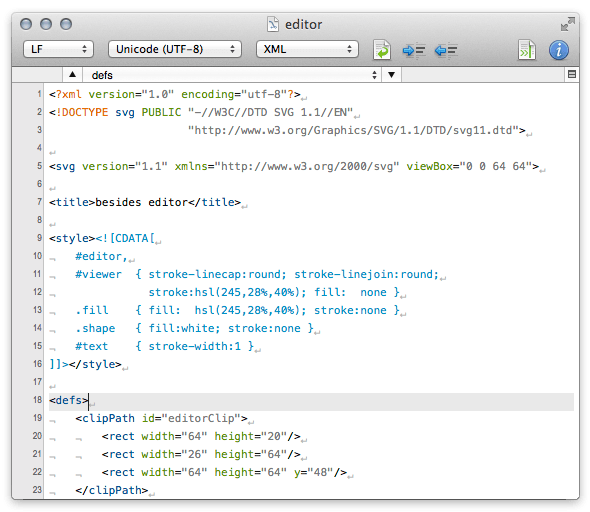 editor
LF Unicode (UTF-8) XML
defs
1 <?xml version="1.0" encoding="utf-8"?>
2 <!DOCTYPE svg PUBLIC "-//W3C//DTD SVG 1.1//EN"
3 "http://www.w3.org/Graphics/SVG/1.1/DTD/svg11.dtd">
4
5 <svg version="1.1" xmlns="http://www.w3.org/2000/svg" viewBox="0 0 64 64">
6
7 <title>besides editor</title>
8
9 <style><![CDATA[
10 #editor,
11 #viewer { stroke-linecap:round; stroke-linejoin:round;
12 stroke:hsl(245,28%,40%); fill: none }
13 .fill { fill: hsl(245,28%,40%); stroke:none }
14 .shape { fill:white; stroke:none }
15 #text { stroke-width:1 }
16 ]]></style>
17
18 <defs>
19 <clipPath id="editorClip">
20 <rect width="64" height="20"/>
21 <rect width="26" height="64"/>
22 <rect width="64" height="64" y="48"/>
23 </clipPath>